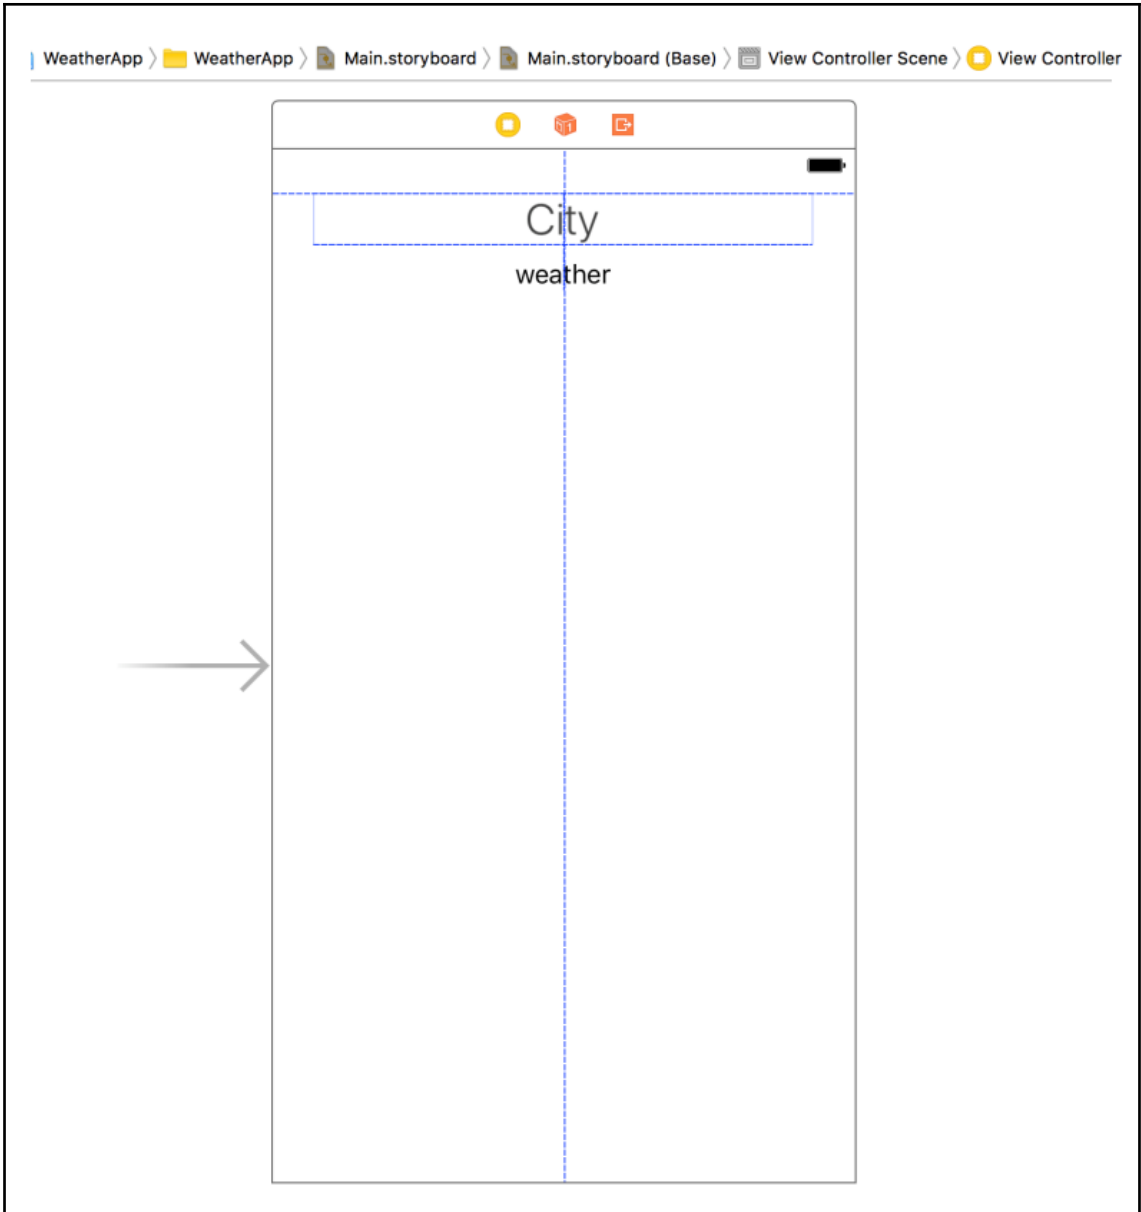 WeatherApp WeatherApp Main.storyboard Main.storyboard (Base) View Controller Scene View Controller
City
weather